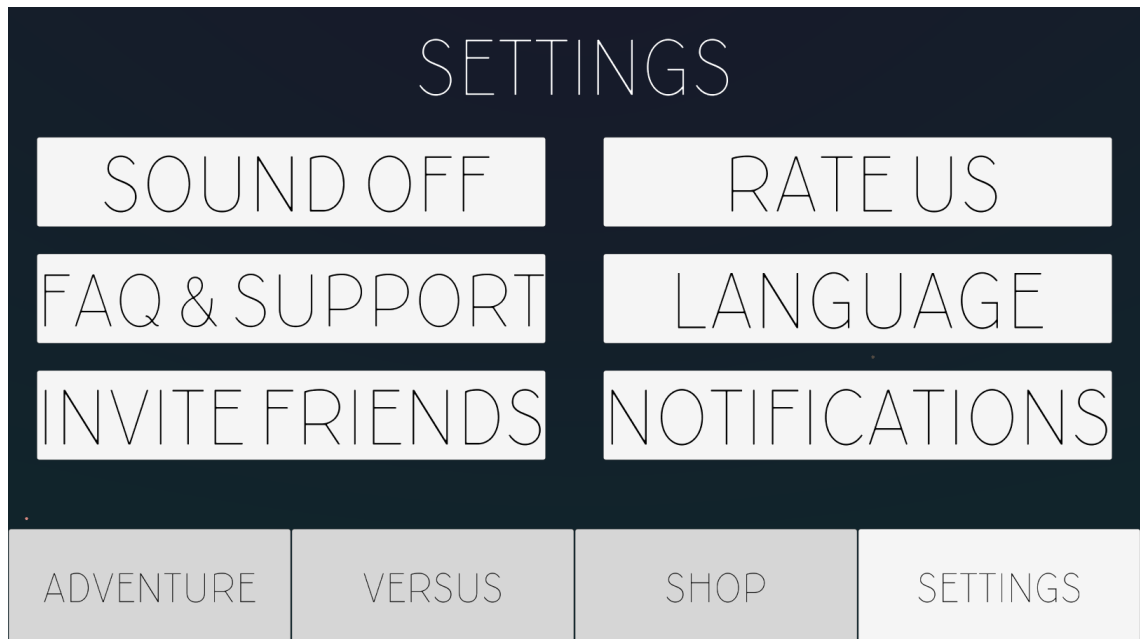 SETTINGS
SOUND OFF
RATE US
FAQ & SUPPORT
LANGUAGE
INVITE FRIENDS
NOTIFICATIONS
ADVENTURE
VERSUS
SHOP
SETTINGS